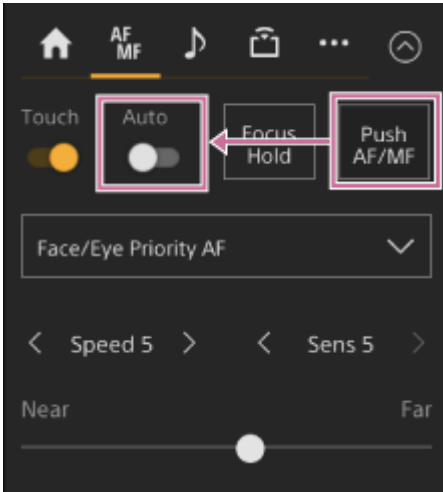 AF
MF
Touch
Auto
Focus
Hold
Push
AF/MF
Face/Eye Priority AF
Speed 5
Sens 5
Near
Far